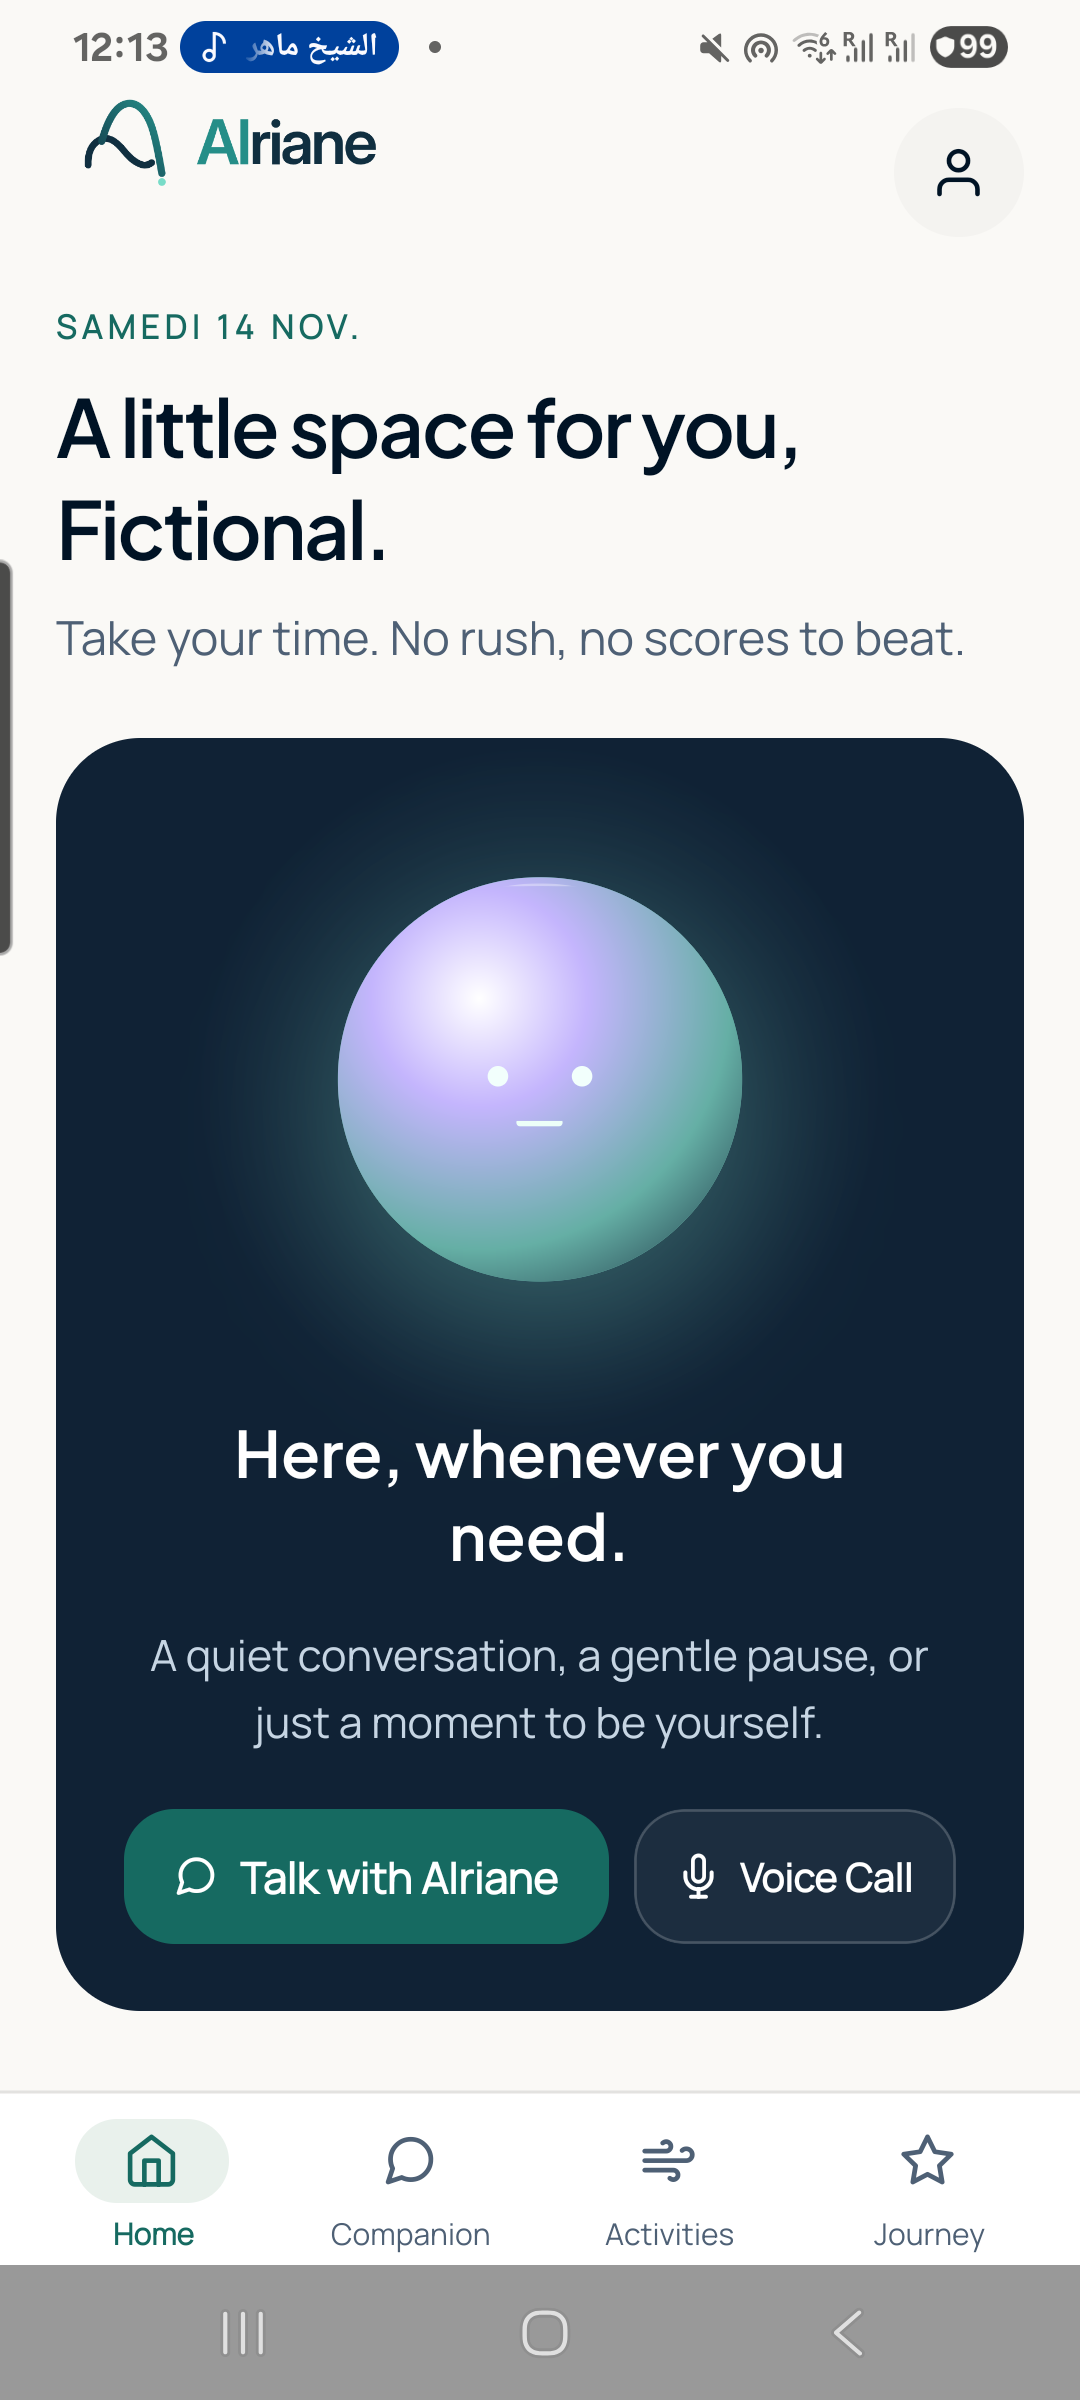 12:13 الشيخ ماهر 6 R R 99
AIriane
SAMEDI 14 NOV.
A little space for you,
Fictional.
Take your time. No rush, no scores to beat.
Here, whenever you
need.
A quiet conversation, a gentle pause, or
just a moment to be yourself.
Talk with AIriane
Voice Call
Home
Companion
Activities
Journey